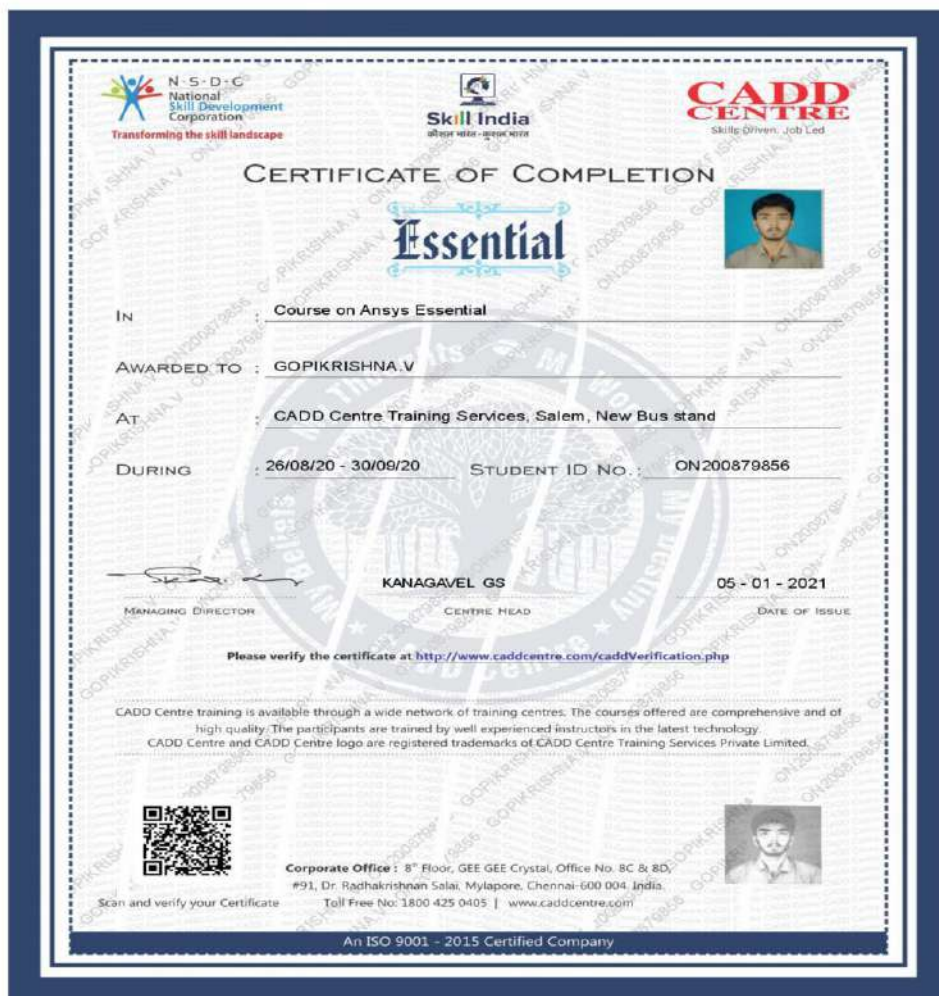 N-S-D-C
National
Skill Development
Corporation
Transforming the skill landscape
Skill India
कौशल भारत - कुशल भारत
CADD
CENTRE
Skills Driven. Job Led
CERTIFICATE OF COMPLETION
Essential
IN : Course on Ansys Essential
AWARDED TO : GOPIKRISHNA.V
AT : CADD Centre Training Services, Salem, New Bus stand
DURING : 26/08/20 - 30/09/20 STUDENT ID NO. : ON200879856
KANAGAVEL GS 05 - 01 - 2021
MANAGING DIRECTOR CENTRE HEAD DATE OF ISSUE
Please verify the certificate at http://www.caddcentre.com/caddVerification.php
CADD Centre training is available through a wide network of training centres. The courses offered are comprehensive and of
high quality. The participants are trained by well experienced instructors in the latest technology.
CADD Centre and CADD Centre logo are registered trademarks of CADD Centre Training Services Private Limited.
Corporate Office : 8th Floor, GEE GEE Crystal, Office No. 8C & 8D,
#91, Dr. Radhakrishnan Salai, Mylapore, Chennai-600 004. India.
Scan and verify your Certificate Toll Free No: 1800 425 0405 | www.caddcentre.com
An ISO 9001 - 2015 Certified Company